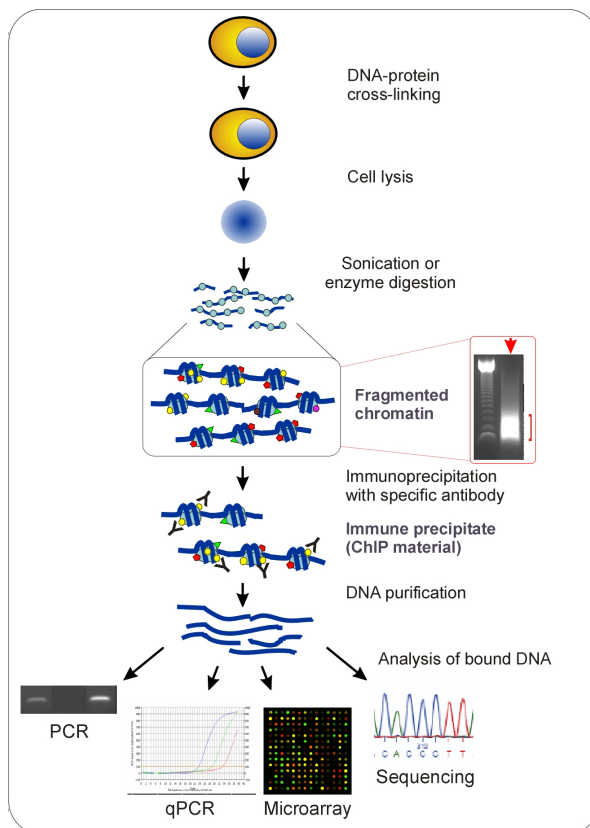 DNA-protein
cross-linking
Cell lysis
Sonication or
enzyme digestion
Fragmented
chromatin
Immunoprecipitation
with specific antibody
Immune precipitate
(ChIP material)
DNA purification
Analysis of bound DNA
PCR
qPCR
Microarray
C A C C C T T
Sequencing